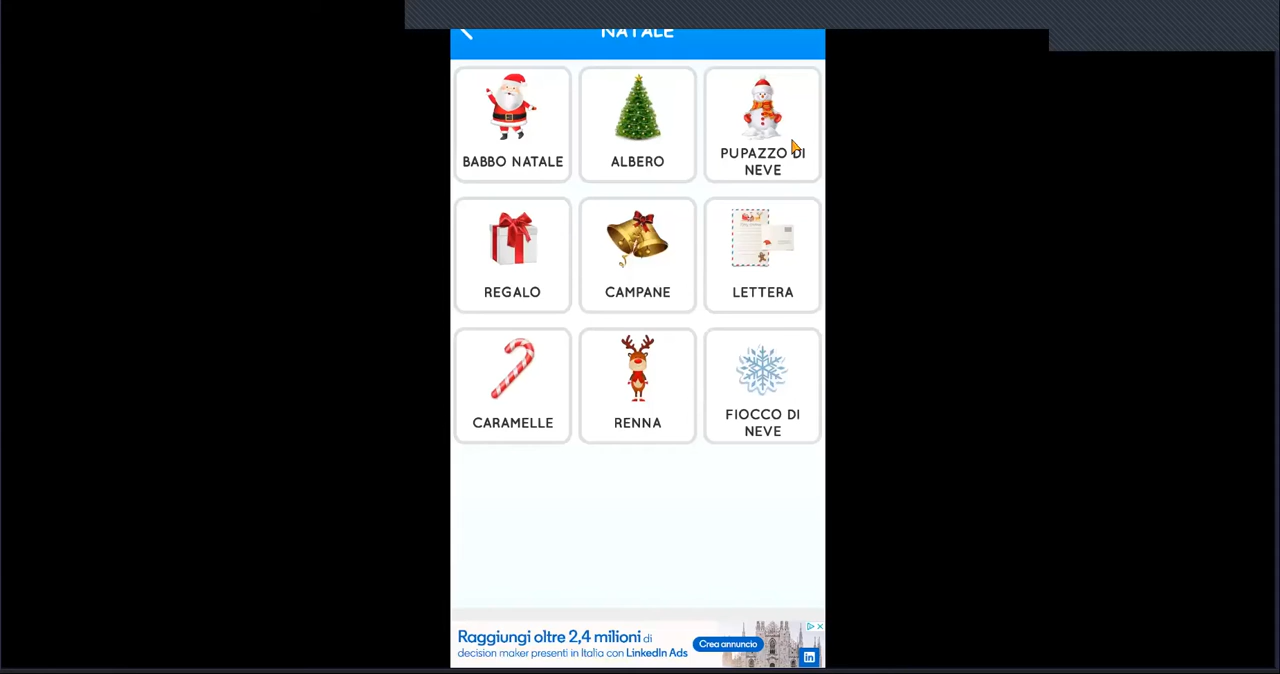 NATALE
BABBO NATALE
ALBERO
PUPAZZO DI
NEVE
REGALO
CAMPANE
LETTERA
CARAMELLE
RENNA
FIOCCO DI
NEVE
Raggiungi oltre 2,4 milioni di
decision maker presenti in Italia con LinkedIn Ads
Crea annuncio
in